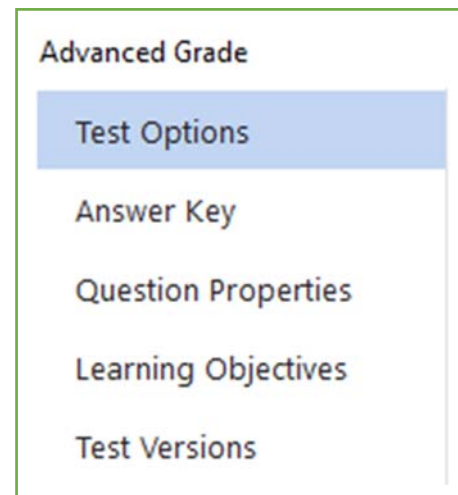 Advanced Grade
Test Options
Answer Key
Question Properties
Learning Objectives
Test Versions